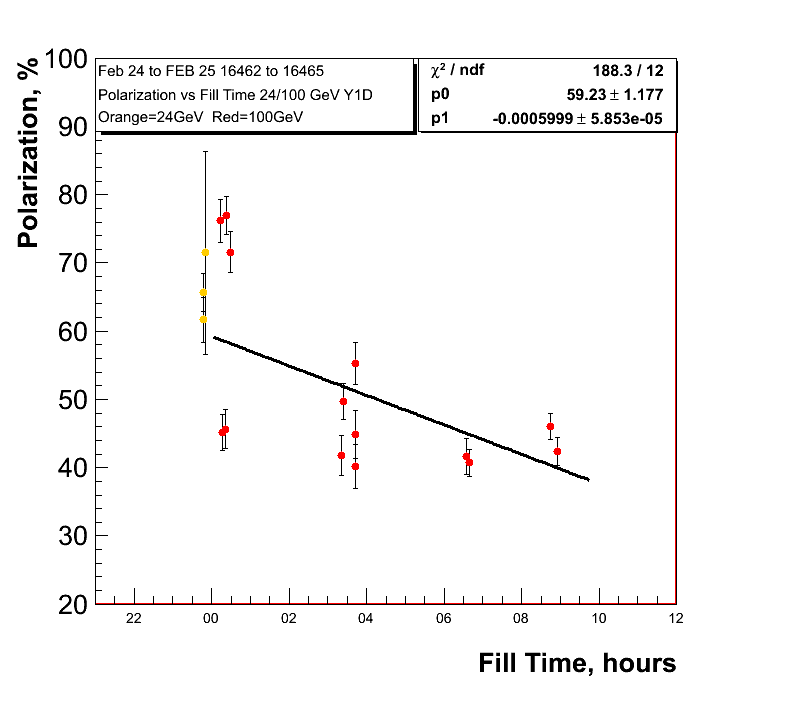 Polarization, %
Feb 24 to FEB 25 16462 to 16465
Polarization vs Fill Time 24/100 GeV Y1D
Orange=24GeV  Red=100GeV
χ² / ndf 188.3 / 12
p0 59.23 ± 1.177
p1 -0.0005999 ± 5.853e-05
100
90
80
70
60
50
40
30
20
22 00 02 04 06 08 10 12
Fill Time, hours